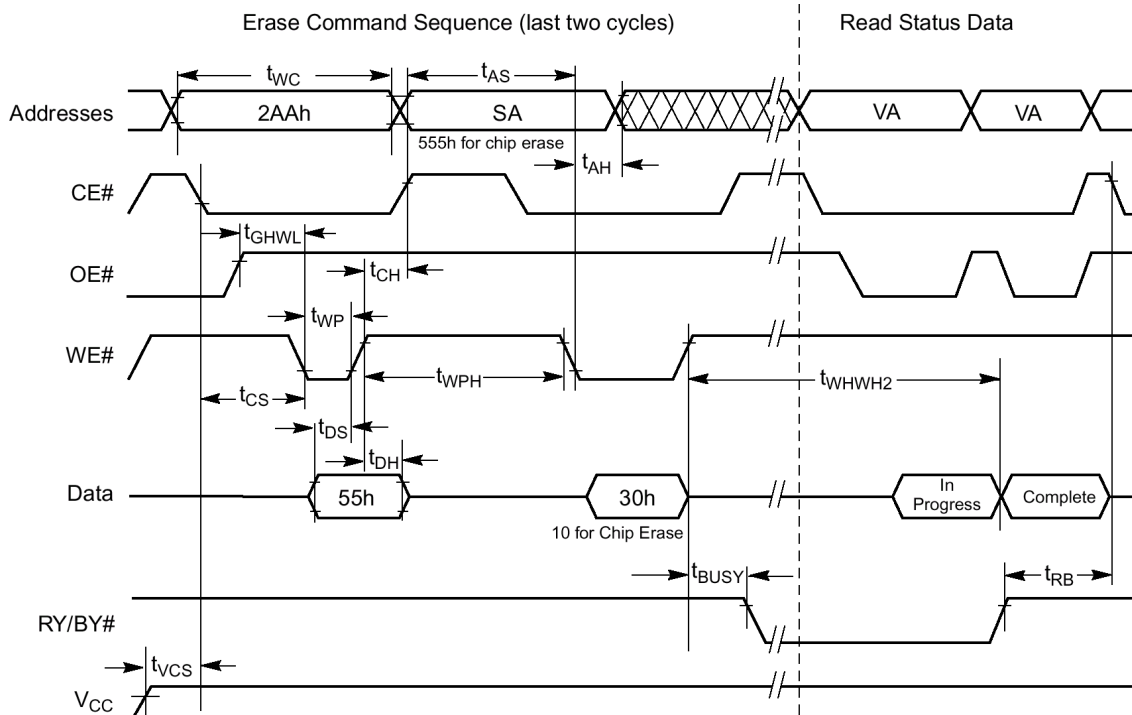 Erase Command Sequence (last two cycles) Read Status Data
tWC tAS
Addresses 2AAh SA VA VA
555h for chip erase
tAH
CE#
tGHWL
OE# tCH
tWP
WE#
tWPH tWHWH2
tCS
tDS
tDH
Data 55h 30h In Progress Complete
10 for Chip Erase
tBUSY tRB
RY/BY#
tVCS
VCC